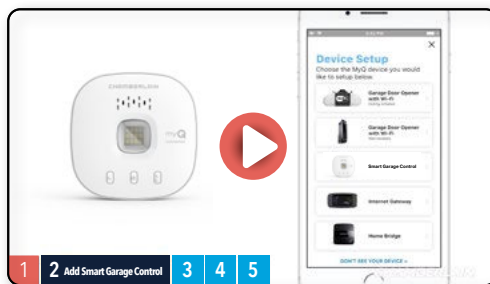 CHAMBERLAIN
myQ
Device Setup
Choose the MyQ device you would
like to setup below.
Garage Door Opener
with Wi-Fi
Garage Door Opener
with Wi-Fi
Smart Garage Control
Internet Gateway
Home Bridge
DON'T SEE YOUR DEVICE
1 2 Add Smart Garage Control 3 4 5